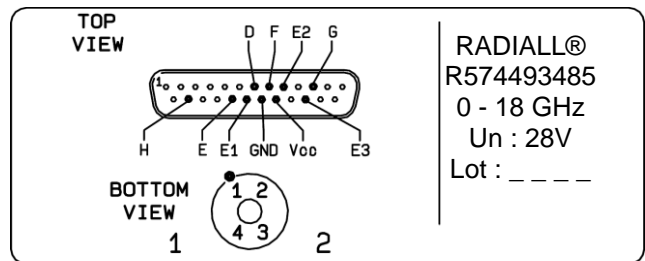 TOP
VIEW
D F E2 G
1
H E E1 GND Vcc E3
BOTTOM
VIEW
1 2
4 3
1 2
RADIALL®
R574493485
0 - 18 GHz
Un : 28V
Lot : _ _ _ _